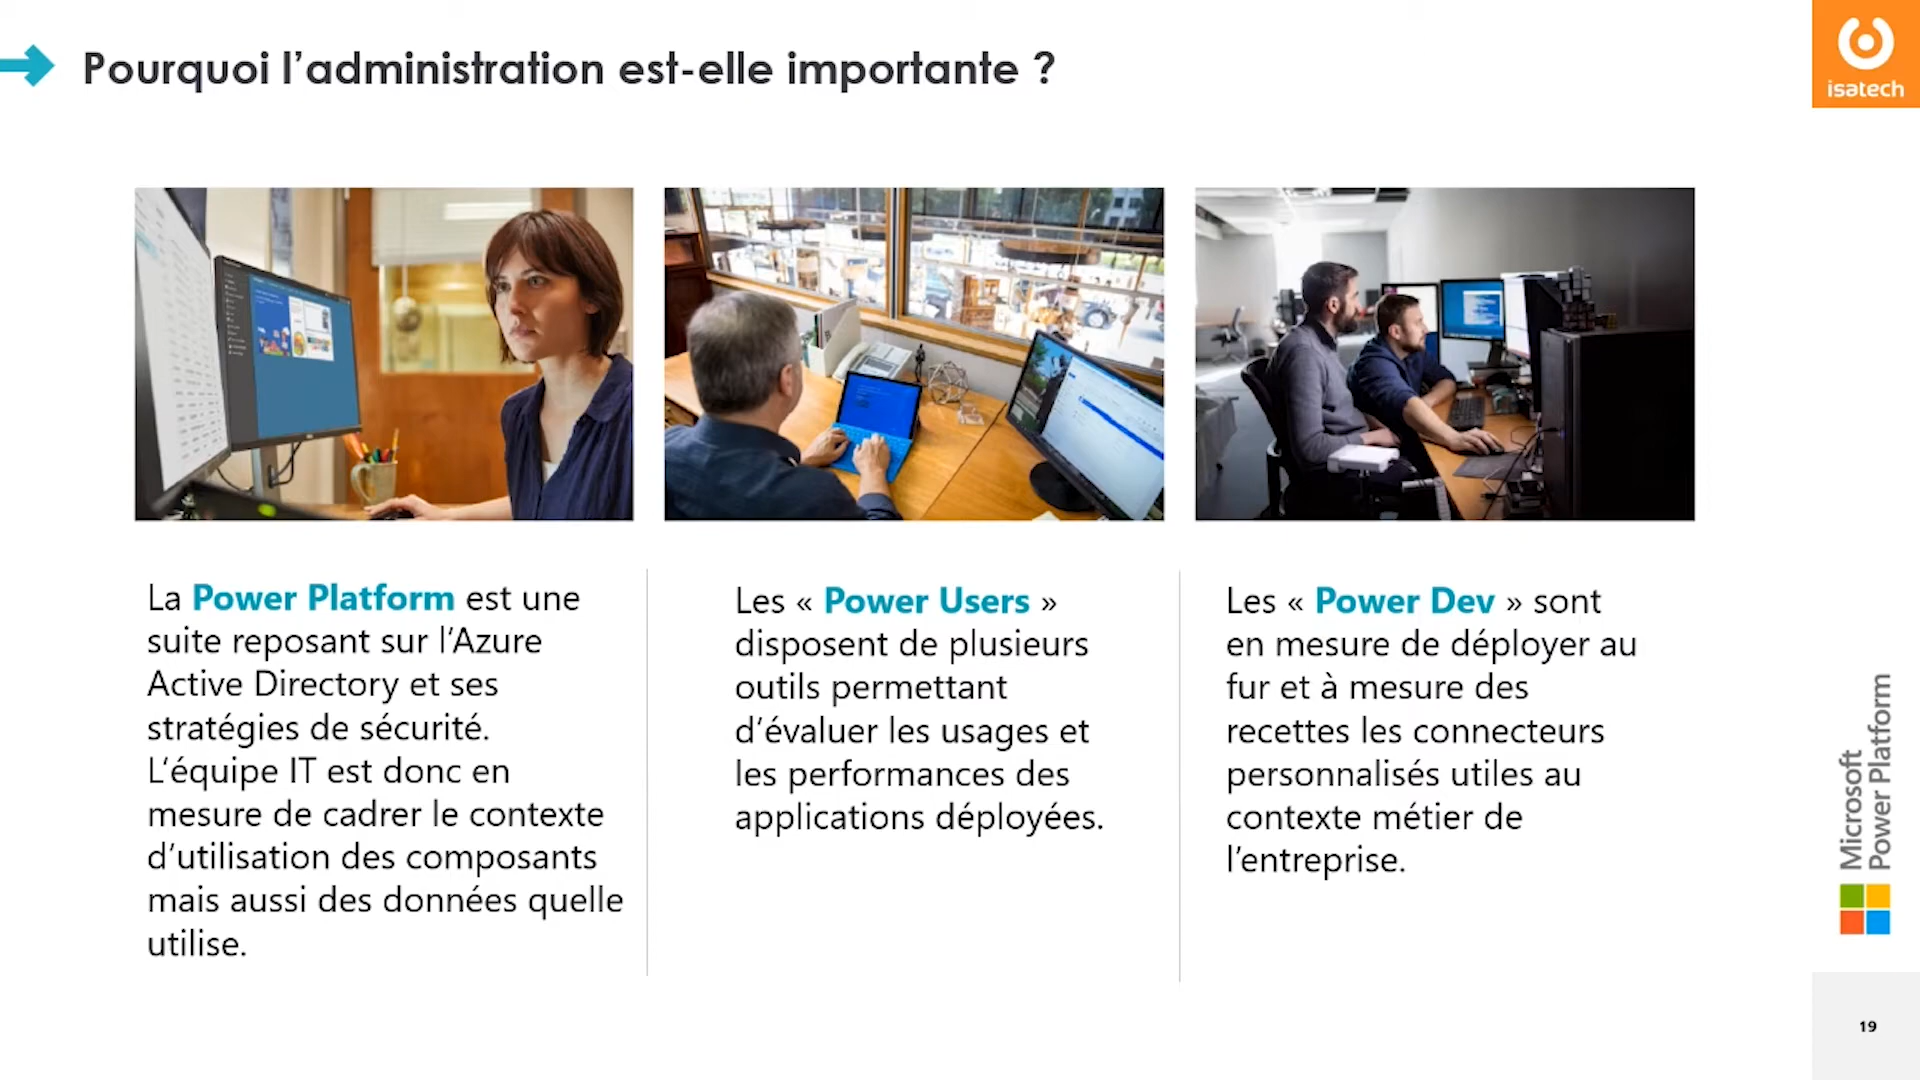 Pourquoi l’administration est-elle importante ?
isatech
La Power Platform est une
suite reposant sur l’Azure
Active Directory et ses
stratégies de sécurité.
L’équipe IT est donc en
mesure de cadrer le contexte
d’utilisation des composants
mais aussi des données quelle
utilise.
Les « Power Users »
disposent de plusieurs
outils permettant
d’évaluer les usages et
les performances des
applications déployées.
Les « Power Dev » sont
en mesure de déployer au
fur et à mesure des
recettes les connecteurs
personnalisés utiles au
contexte métier de
l’entreprise.
Microsoft
Power Platform
19